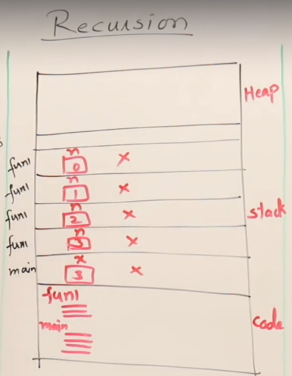 Recursion
Heap
n
fun1 0 ×
n
fun1 1 ×
n
fun1 2 × stack
n
fun1 3 ×
x
main 3 ×
fun1
main
code